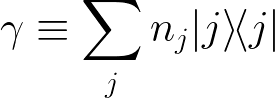 γ ≡ ∑_j n_j |j⟩⟨j|